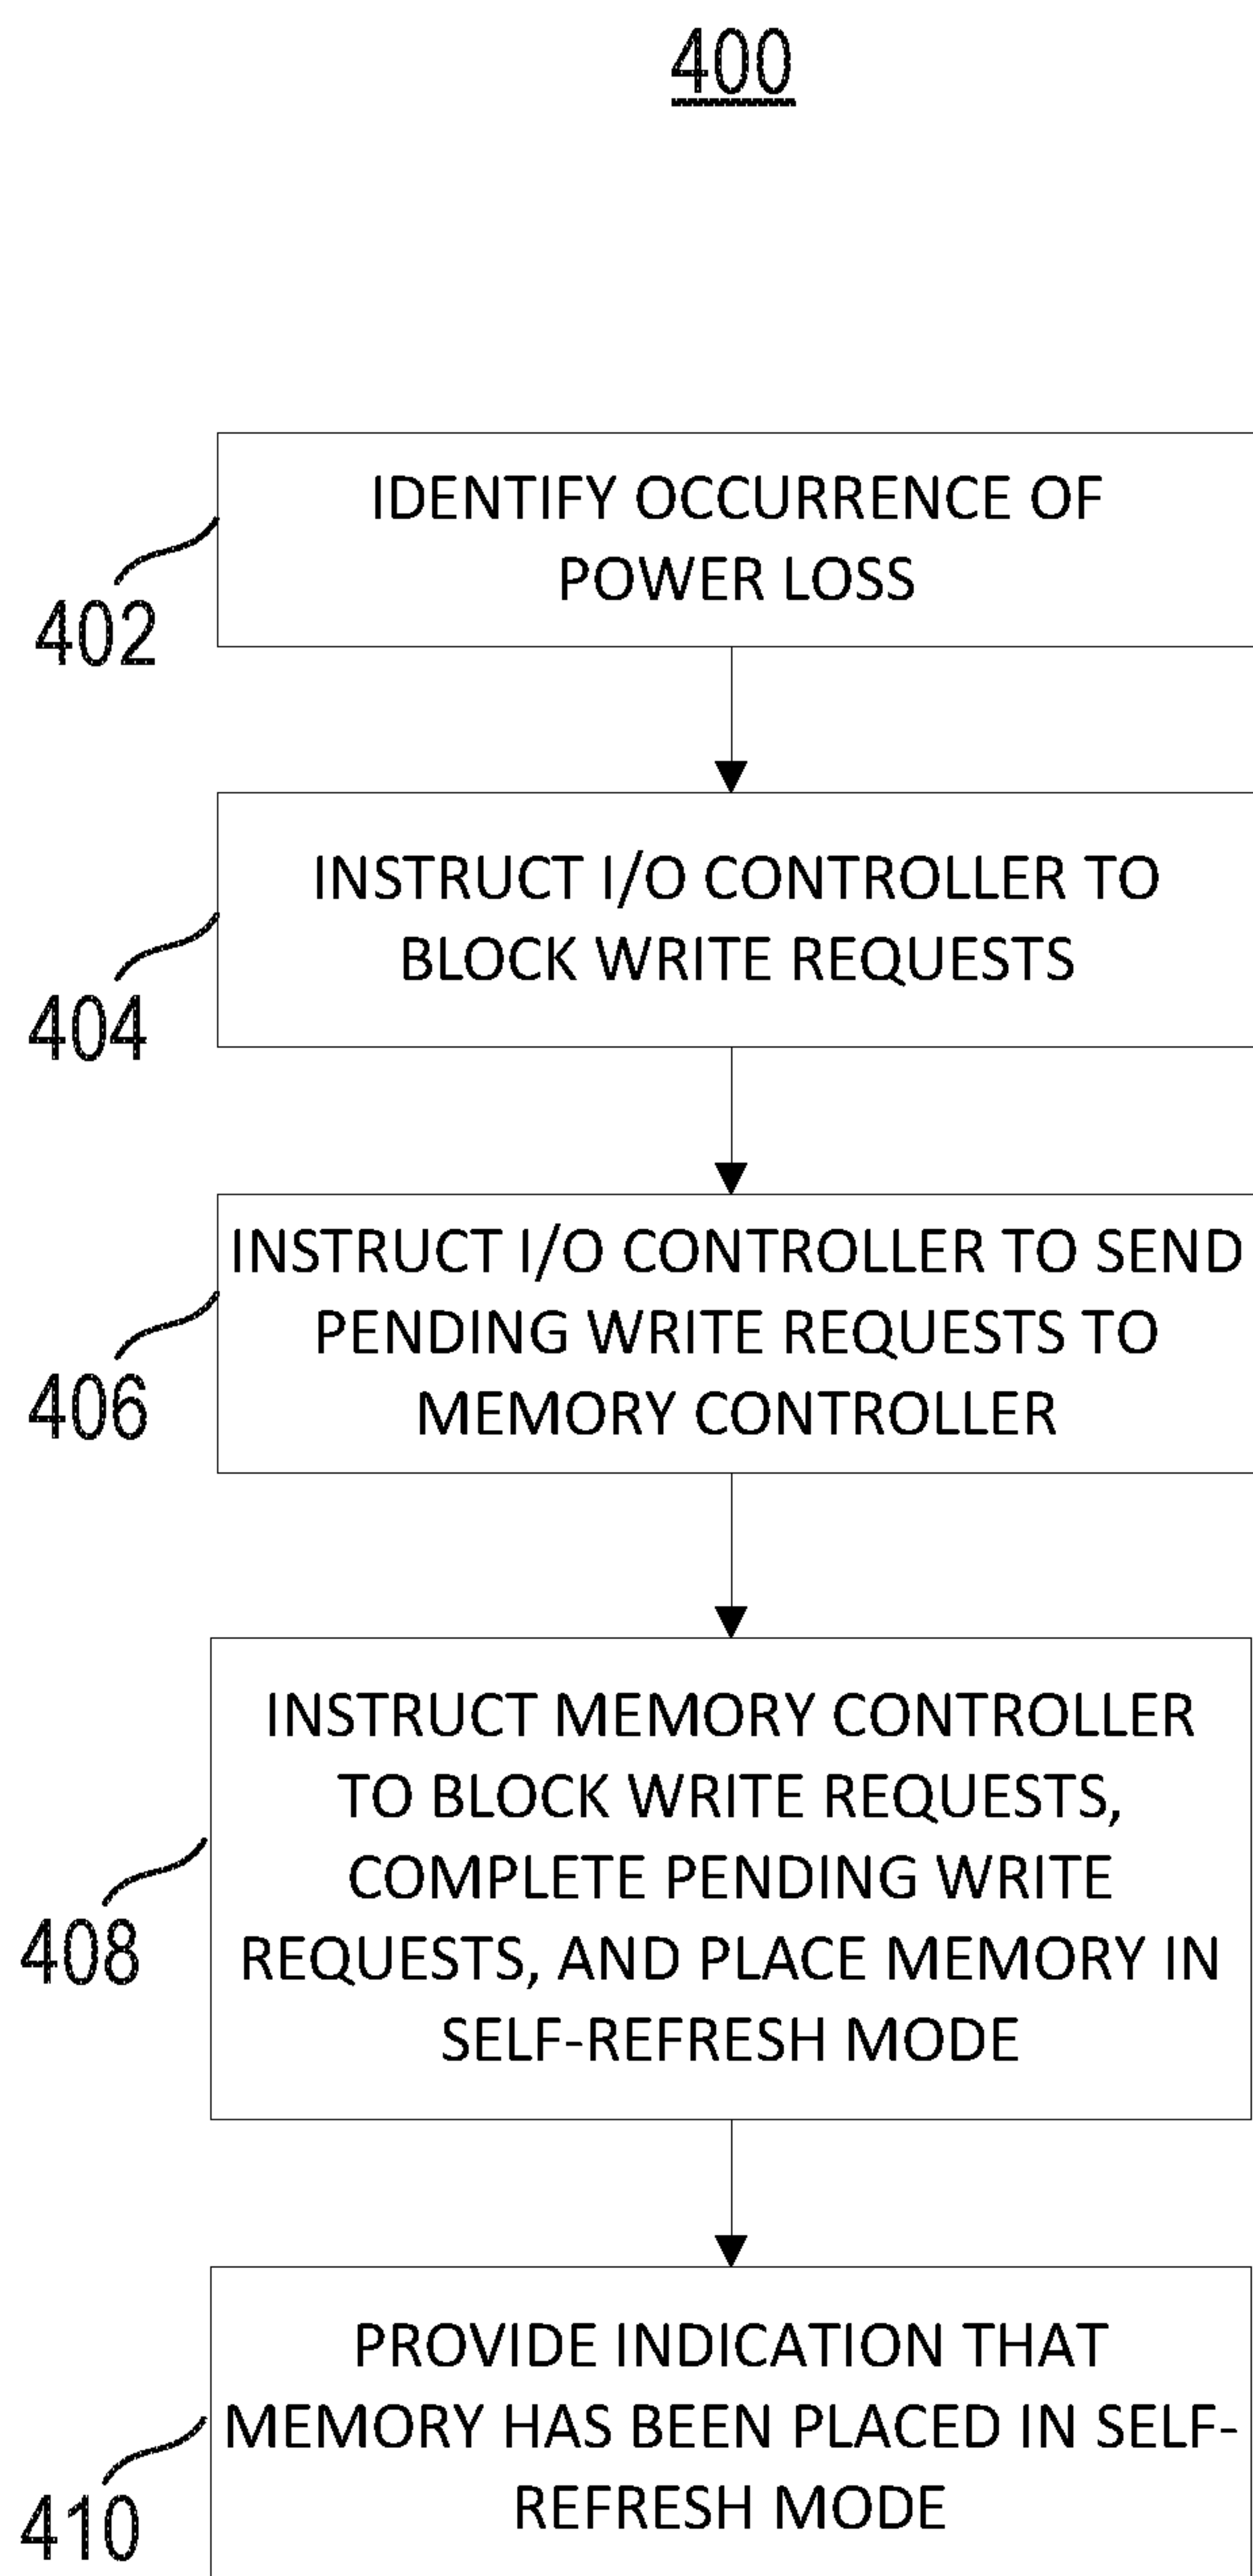 400
IDENTIFY OCCURRENCE OF
POWER LOSS
402
INSTRUCT I/O CONTROLLER TO
BLOCK WRITE REQUESTS
404
INSTRUCT I/O CONTROLLER TO SEND
PENDING WRITE REQUESTS TO
MEMORY CONTROLLER
406
INSTRUCT MEMORY CONTROLLER
TO BLOCK WRITE REQUESTS,
COMPLETE PENDING WRITE
REQUESTS, AND PLACE MEMORY IN
SELF-REFRESH MODE
408
PROVIDE INDICATION THAT
MEMORY HAS BEEN PLACED IN SELF-
REFRESH MODE
410